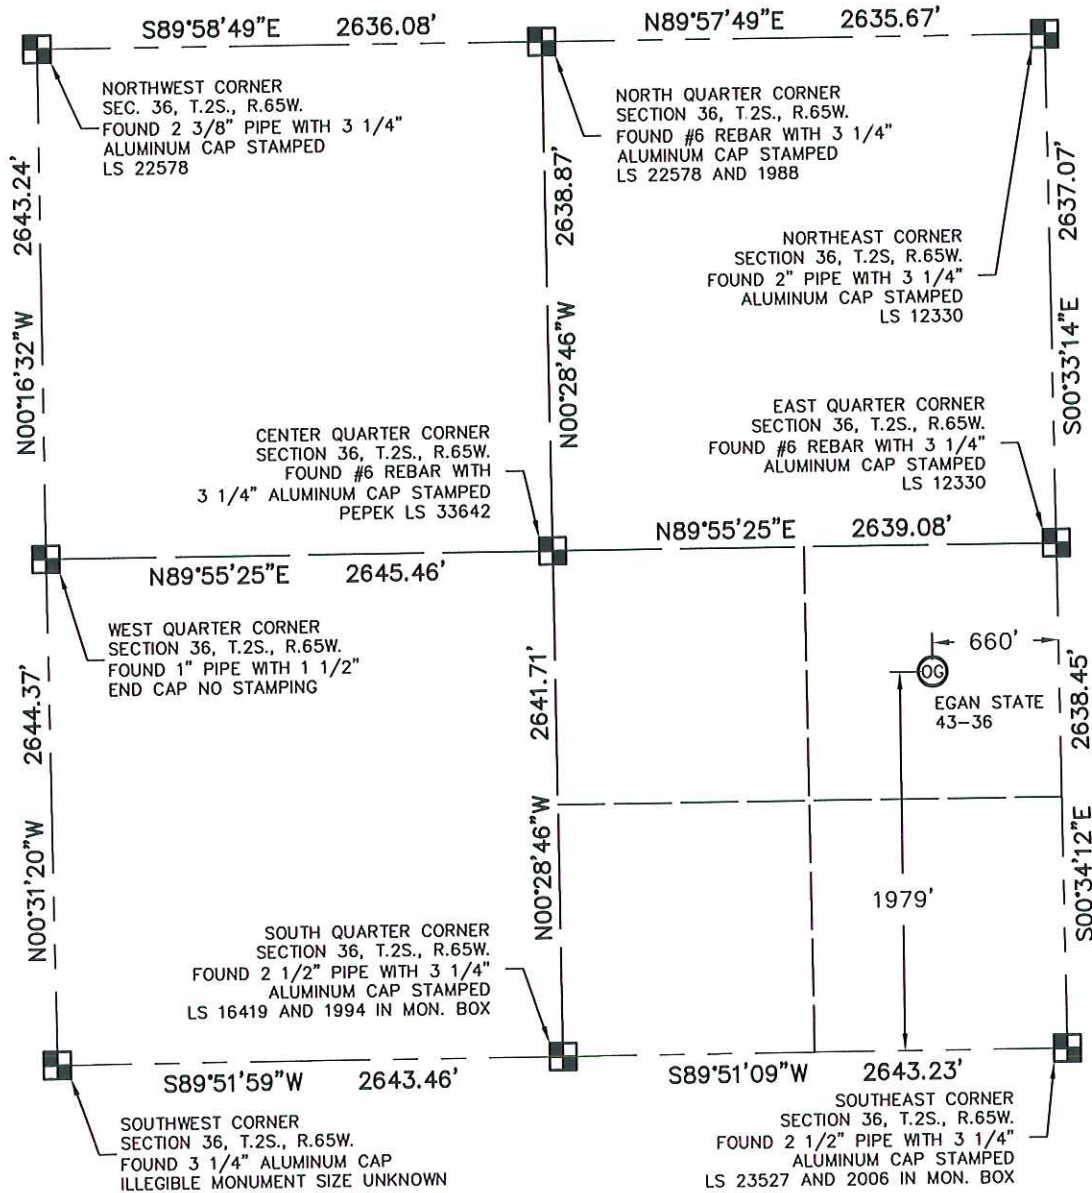 S89°58'49"E 2636.08'
N89°57'49"E 2635.67'
NORTHWEST CORNER
SEC. 36, T.2S., R.65W.
FOUND 2 3/8" PIPE WITH 3 1/4"
ALUMINUM CAP STAMPED
LS 22578
NORTH QUARTER CORNER
SECTION 36, T.2S., R.65W.
FOUND #6 REBAR WITH 3 1/4"
ALUMINUM CAP STAMPED
LS 22578 AND 1988
NORTHEAST CORNER
SECTION 36, T.2S, R.65W.
FOUND 2" PIPE WITH 3 1/4"
ALUMINUM CAP STAMPED
LS 12330
N00°16'32"W 2643.24'
N00°28'46"W 2638.87'
S00°33'14"E 2637.07'
CENTER QUARTER CORNER
SECTION 36, T.2S., R.65W.
FOUND #6 REBAR WITH
3 1/4" ALUMINUM CAP STAMPED
PEPEK LS 33642
EAST QUARTER CORNER
SECTION 36, T.2S., R.65W.
FOUND #6 REBAR WITH 3 1/4"
ALUMINUM CAP STAMPED
LS 12330
N89°55'25"E 2645.46'
N89°55'25"E 2639.08'
WEST QUARTER CORNER
SECTION 36, T.2S., R.65W.
FOUND 1" PIPE WITH 1 1/2"
END CAP NO STAMPING
660'
OG
EGAN STATE
43-36
N00°31'20"W 2644.37'
N00°28'46"W 2641.71'
S00°34'12"E 2638.45'
1979'
SOUTH QUARTER CORNER
SECTION 36, T.2S., R.65W.
FOUND 2 1/2" PIPE WITH 3 1/4"
ALUMINUM CAP STAMPED
LS 16419 AND 1994 IN MON. BOX
S89°51'59"W 2643.46'
S89°51'09"W 2643.23'
SOUTHWEST CORNER
SECTION 36, T.2S., R.65W.
FOUND 3 1/4" ALUMINUM CAP
ILLEGIBLE MONUMENT SIZE UNKNOWN
SOUTHEAST CORNER
SECTION 36, T.2S., R.65W.
FOUND 2 1/2" PIPE WITH 3 1/4"
ALUMINUM CAP STAMPED
LS 23527 AND 2006 IN MON. BOX